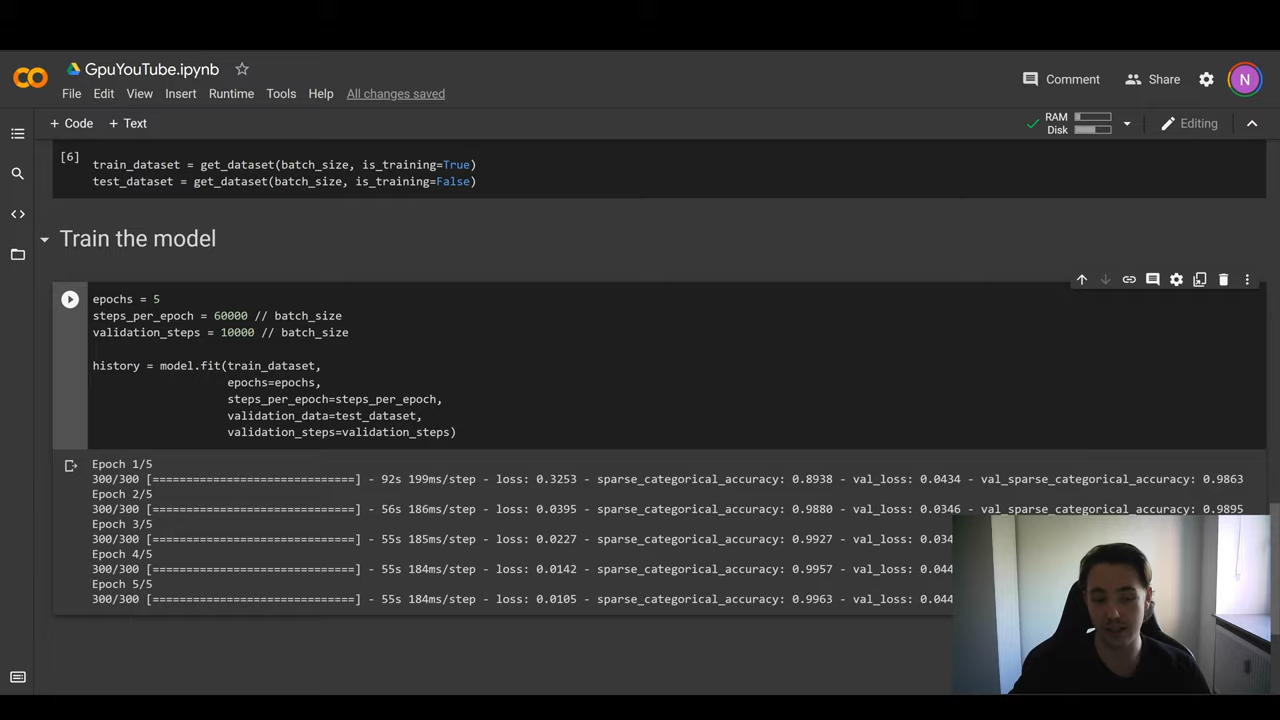 GpuYouTube.ipynb
Comment
Share
N
File Edit View Insert Runtime Tools Help All changes saved
+ Code + Text
RAM
Disk
Editing
[6]
train_dataset = get_dataset(batch_size, is_training=True)
test_dataset = get_dataset(batch_size, is_training=False)
Train the model
epochs = 5
steps_per_epoch = 60000 // batch_size
validation_steps = 10000 // batch_size
history = model.fit(train_dataset,
epochs=epochs,
steps_per_epoch=steps_per_epoch,
validation_data=test_dataset,
validation_steps=validation_steps)
Epoch 1/5
300/300 [==============================] - 92s 199ms/step - loss: 0.3253 - sparse_categorical_accuracy: 0.8938 - val_loss: 0.0434 - val_sparse_categorical_accuracy: 0.9863
Epoch 2/5
300/300 [==============================] - 56s 186ms/step - loss: 0.0395 - sparse_categorical_accuracy: 0.9880 - val_loss: 0.0346 - val_sparse_categorical_accuracy: 0.9895
Epoch 3/5
300/300 [==============================] - 55s 185ms/step - loss: 0.0227 - sparse_categorical_accuracy: 0.9927 - val_loss: 0.034
Epoch 4/5
300/300 [==============================] - 55s 184ms/step - loss: 0.0142 - sparse_categorical_accuracy: 0.9957 - val_loss: 0.044
Epoch 5/5
300/300 [==============================] - 55s 184ms/step - loss: 0.0105 - sparse_categorical_accuracy: 0.9963 - val_loss: 0.044